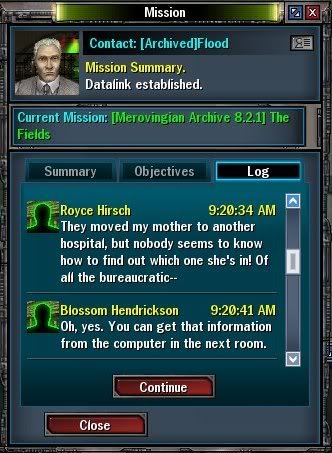 Mission
Contact: [Archived]Flood
Mission Summary.
Datalink established.
Current Mission: [Merovingian Archive 8.2.1] The
Fields
Summary
Objectives
Log
Royce Hirsch 9:20:34 AM
They moved my mother to another
hospital, but nobody seems to know
how to find out which one she's in! Of
all the bureaucratic--
Blossom Hendrickson 9:20:41 AM
Oh, yes. You can get that information
from the computer in the next room.
Continue
Close